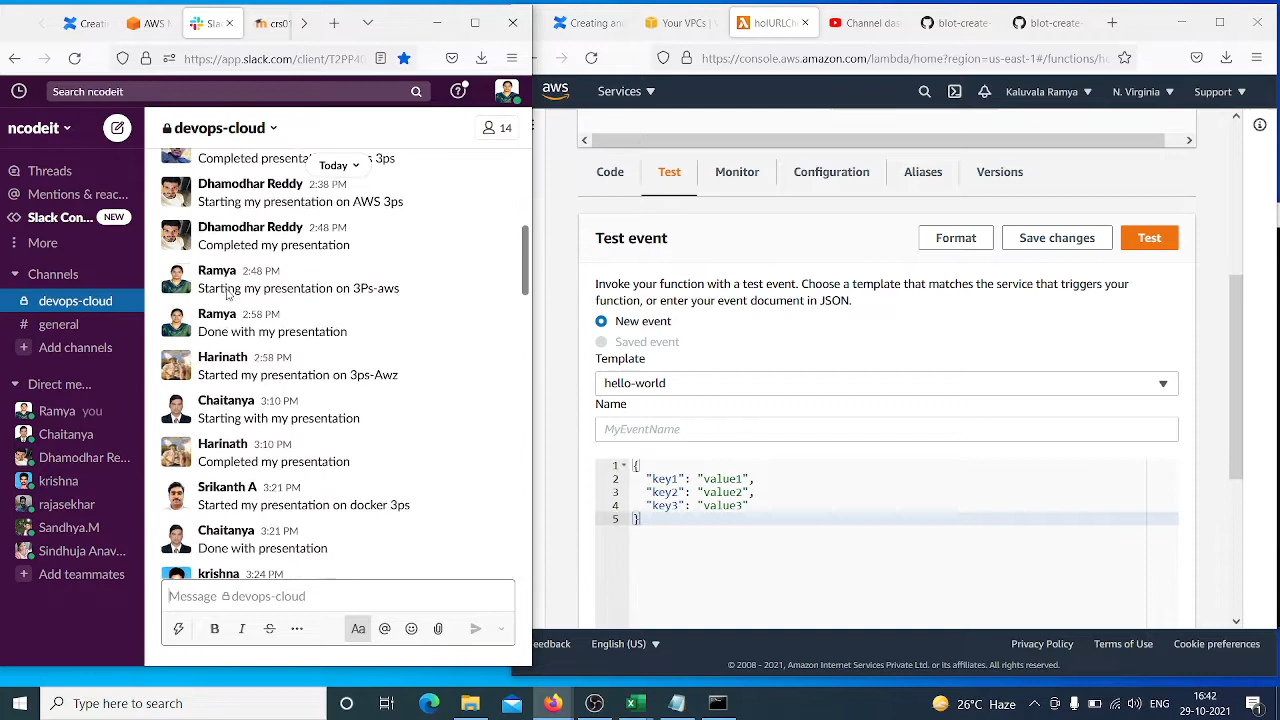 Creatin
AWS M
Sla
crs01
https://app.slack.com/client/T2PP40
Search ncodeit
ncodeit
devops-cloud
14
Threads
Mentions & reac...
Slack Con...
NEW
More
Channels
devops-cloud
general
Add channels
Direct me...
Ramya you
Chaitanya
Dhamodhar Re...
krishna
rajasekhar
Sandhya.M
Sindhuja Anav...
Add teammates
Today
Completed presenta s 3ps
Dhamodhar Reddy 2:38 PM
Starting my presentation on AWS 3ps
Dhamodhar Reddy 2:48 PM
Completed my presentation
Ramya 2:48 PM
Starting my presentation on 3Ps-aws
Ramya 2:58 PM
Done with my presentation
Harinath 2:58 PM
Started my presentation on 3ps-Awz
Chaitanya 3:10 PM
Starting with my presentation
Harinath 3:10 PM
Completed my presentation
Srikanth A 3:21 PM
Started my presentation on docker 3ps
Chaitanya 3:21 PM
Done with presentation
krishna 3:24 PM
Message devops-cloud
B I S Aa @
Creating and
Your VPCs |
holURLCh
YouTube
blot-create-
blot-create-
https://console.aws.amazon.com/lambda/home?region=us-east-1#/functions/ho
aws
Services
Kaluvala Ramya
N. Virginia
Support
Code
Test
Monitor
Configuration
Aliases
Versions
Test event
Format
Save changes
Test
Invoke your function with a test event. Choose a template that matches the service that triggers your
function, or enter your event document in JSON.
New event
Saved event
Template
hello-world
Name
MyEventName
1 {
2 "key1": "value1",
3 "key2": "value2",
4 "key3": "value3"
5 }
eedback
English (US)
Privacy Policy
Terms of Use
Cookie preferences
© 2008 - 2021, Amazon Internet Services Private Ltd. or its affiliates. All rights reserved.
Type here to search
26°C Haze
ENG
16:42
29-10-2021